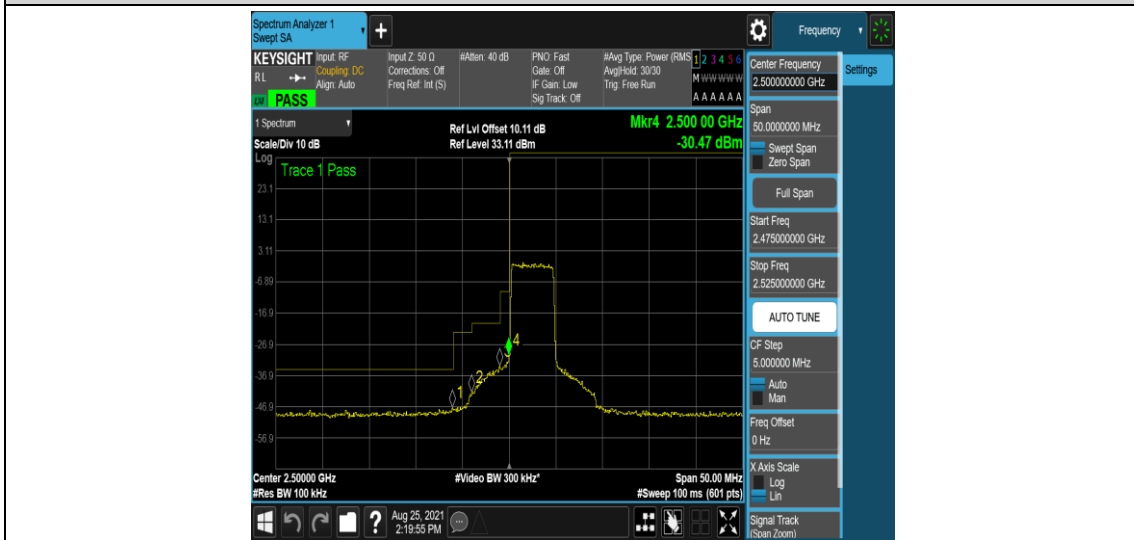 Spectrum Analyzer 1
Swept SA
+
Frequency
KEYSIGHT
R L
LXI
PASS
Input: RF
Coupling: DC
Align: Auto
Input Z: 50 Ω
Corrections: Off
Freq Ref: Int (S)
#Atten: 40 dB
PNO: Fast
Gate: Off
IF Gain: Low
Sig Track: Off
#Avg Type: Power (RMS
Avg|Hold: 30/30
Trig: Free Run
1 2 3 4 5 6
M W W W W W
A A A A A A
1 Spectrum
Scale/Div 10 dB
Ref Lvl Offset 10.11 dB
Ref Level 33.11 dBm
Mkr4 2.500 00 GHz
-30.47 dBm
Log
Trace 1 Pass
23.1
13.1
3.11
-6.89
-16.9
-26.9
-36.9
-46.9
-56.9
1
2
3
4
Center 2.50000 GHz
#Res BW 100 kHz
#Video BW 300 kHz*
Span 50.00 MHz
#Sweep 100 ms (601 pts)
Center Frequency
2.500000000 GHz
Settings
Span
50.0000000 MHz
Swept Span
Zero Span
Full Span
Start Freq
2.475000000 GHz
Stop Freq
2.525000000 GHz
AUTO TUNE
CF Step
5.000000 MHz
Auto
Man
Freq Offset
0 Hz
X Axis Scale
Log
Lin
Signal Track
(Span Zoom)
?
Aug 25, 2021
2:19:55 PM